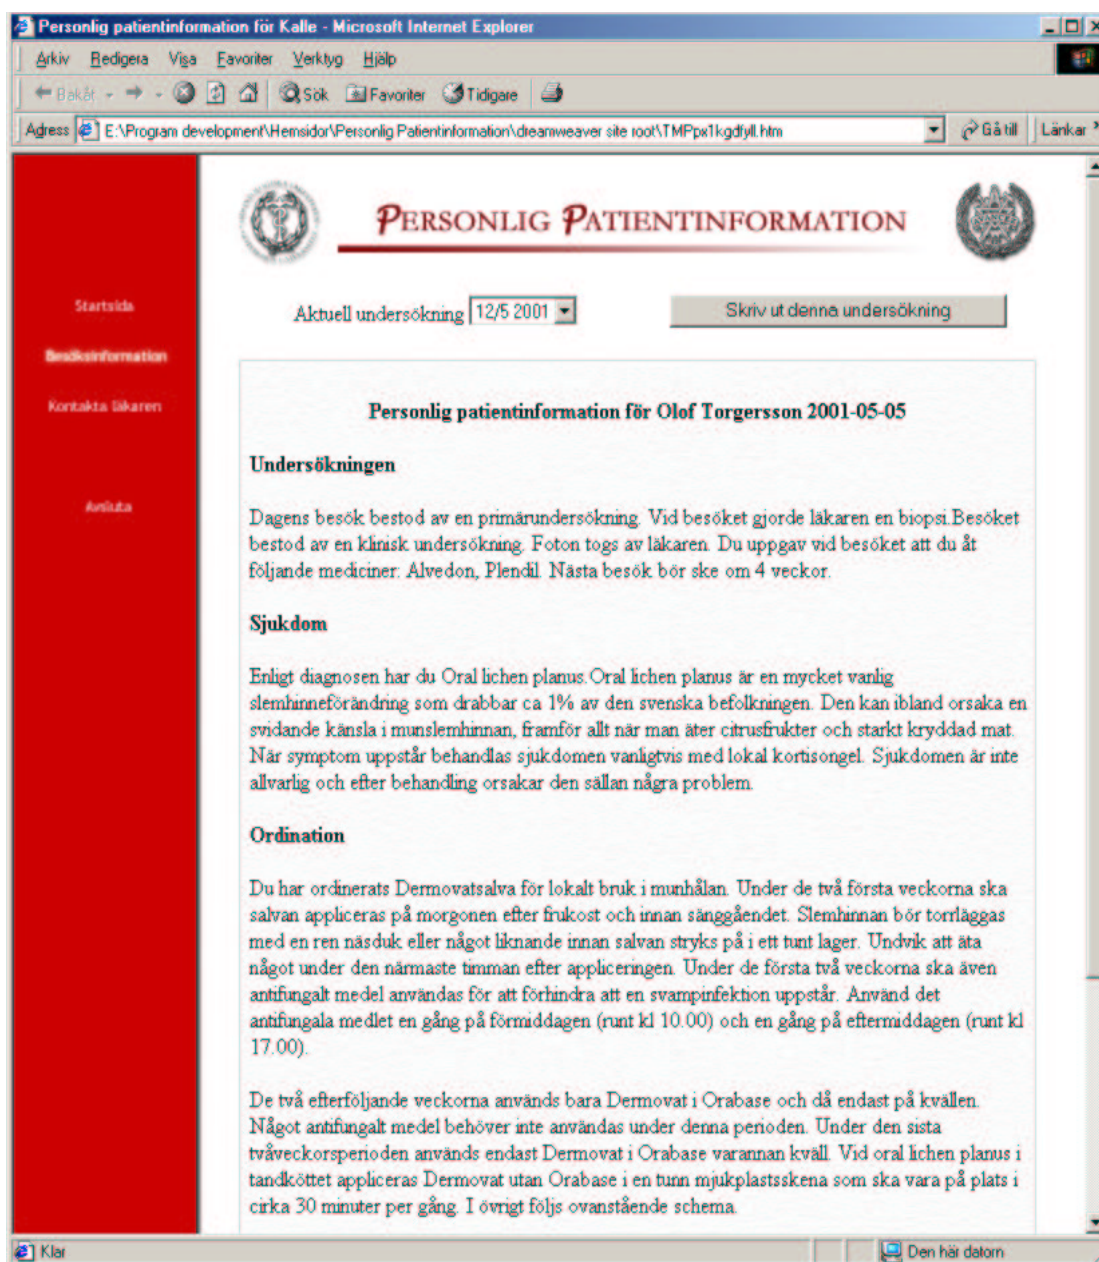 Personlig patientinformation för Kalle - Microsoft Internet Explorer
Arkiv Redigera Visa Favoriter Verktyg Hjälp
Bakåt Sök Favoriter Tidigare
Adress E:\Program development\Hemsidor\Personlig Patientinformation\dreamweaver site root\TMPpx1kgdfyll.htm Gå till Länkar
PERSONLIG PATIENTINFORMATION
Startsida
Besöksinformation
Kontakta läkaren
Avsluta
Aktuell undersökning 12/5 2001 Skriv ut denna undersökning
Personlig patientinformation för Olof Torgersson 2001-05-05
Undersökningen
Dagens besök bestod av en primärundersökning. Vid besöket gjorde läkaren en biopsi.Besöket
bestod av en klinisk undersökning. Foton togs av läkaren. Du uppgav vid besöket att du åt
följande mediciner: Alvedon, Plendil. Nästa besök bör ske om 4 veckor.
Sjukdom
Enligt diagnosen har du Oral lichen planus.Oral lichen planus är en mycket vanlig
slemhinneförändring som drabbar ca 1% av den svenska befolkningen. Den kan ibland orsaka en
svidande känsla i munslemhinnan, framför allt när man äter citrusfrukter och starkt kryddad mat.
När symptom uppstår behandlas sjukdomen vanligtvis med lokal kortisongel. Sjukdomen är inte
allvarlig och efter behandling orsakar den sällan några problem.
Ordination
Du har ordinerats Dermovatsalva för lokalt bruk i munhålan. Under de två första veckorna ska
salvan appliceras på morgonen efter frukost och innan sänggåendet. Slemhinnan bör torrläggas
med en ren näsduk eller något liknande innan salvan stryks på i ett tunt lager. Undvik att äta
något under den närmaste timman efter appliceringen. Under de första två veckorna ska även
antifungalt medel användas för att förhindra att en svampinfektion uppstår. Använd det
antifungala medlet en gång på förmiddagen (runt kl 10.00) och en gång på eftermiddagen (runt kl
17.00).
De två efterföljande veckorna används bara Dermovat i Orabase och då endast på kvällen.
Något antifungalt medel behöver inte användas under denna perioden. Under den sista
tvåveckorsperioden används endast Dermovat i Orabase varannan kväll. Vid oral lichen planus i
tandköttet appliceras Dermovat utan Orabase i en tunn mjukplastsskena som ska vara på plats i
cirka 30 minuter per gång. I övrigt följs ovanstående schema.
Klar Den här datorn